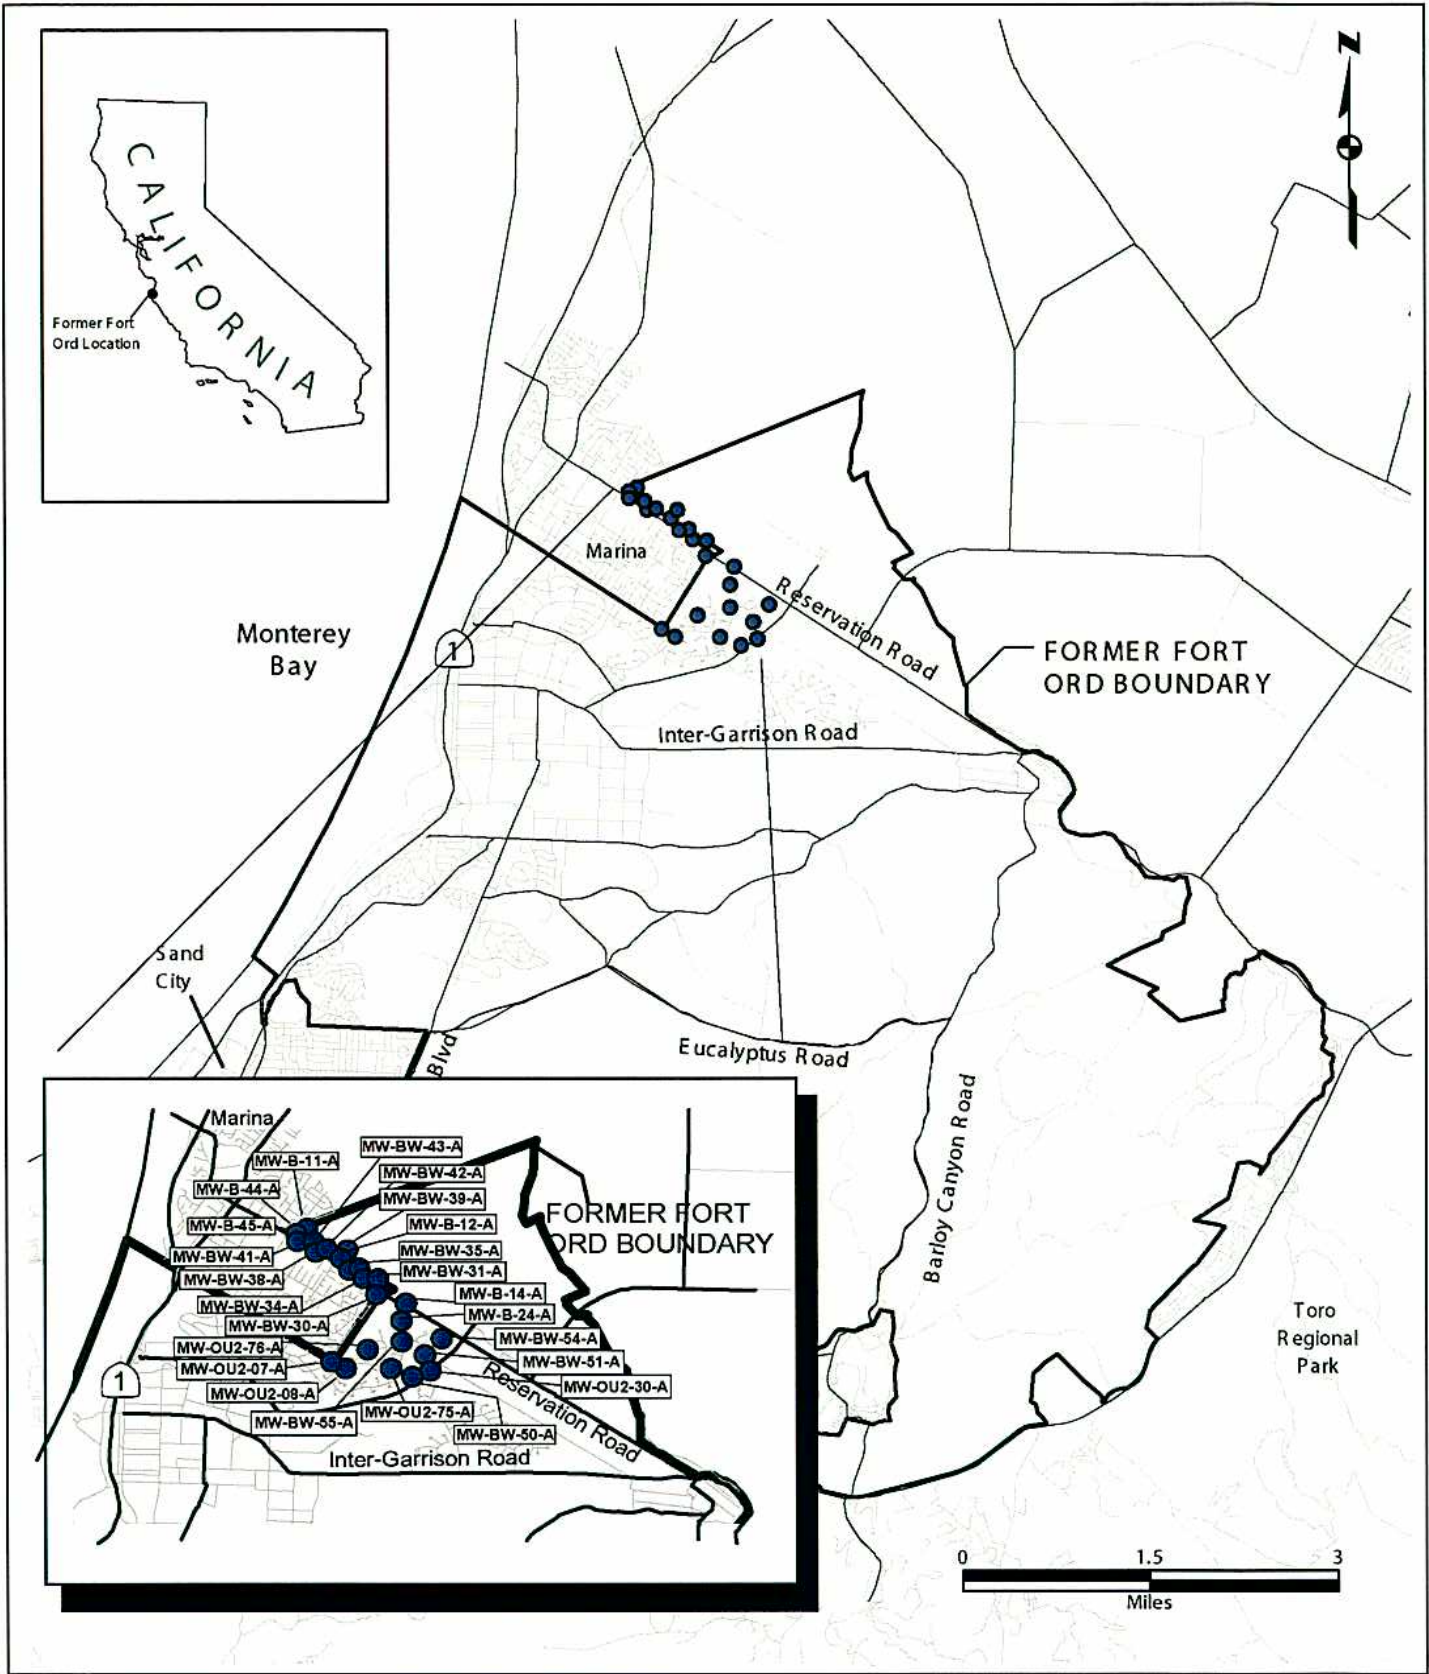 N
CALIFORNIA
Former Fort
Ord Location
Marina
Reservation Road
Monterey
Bay
1
FORMER FORT
ORD BOUNDARY
Inter-Garrison Road
Sand
City
Blvd
Eucalyptus Road
Barloy Canyon Road
Toro
Regional
Park
0 1.5 3
Miles
Marina
MW-BW-43-A
MW-B-11-A
MW-BW-42-A
MW-B-44-A
MW-BW-39-A
MW-B-45-A
MW-B-12-A
FORMER FORT
ORD BOUNDARY
MW-BW-41-A
MW-BW-35-A
MW-BW-38-A
MW-BW-31-A
MW-BW-34-A
MW-B-14-A
MW-BW-30-A
MW-B-24-A
MW-OU2-76-A
MW-BW-54-A
MW-OU2-07-A
MW-BW-51-A
1
MW-OU2-08-A
MW-OU2-30-A
MW-BW-55-A
MW-OU2-75-A
MW-BW-50-A
Reservation Road
Inter-Garrison Road